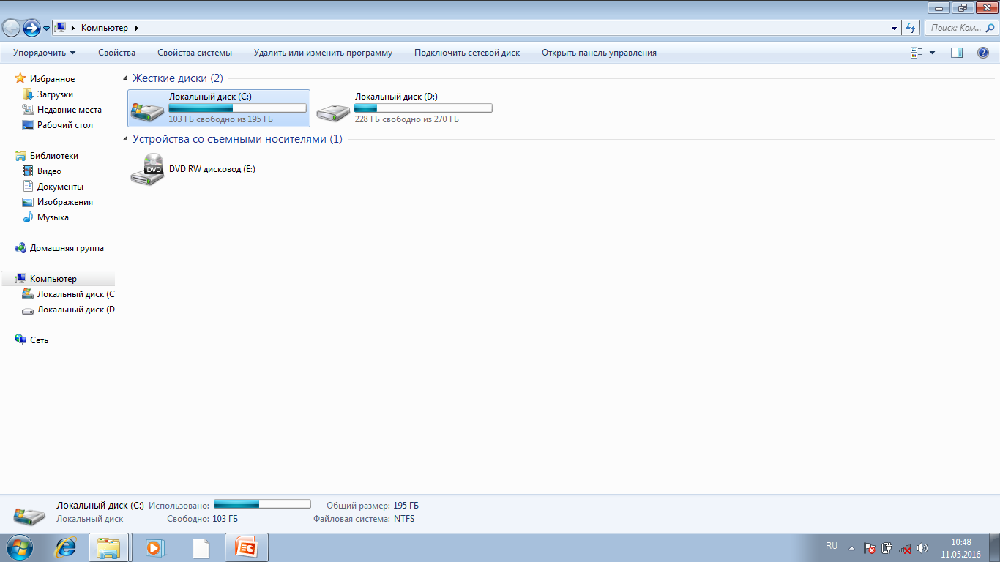 Компьютер
Поиск: Ком...
Упорядочить Свойства Свойства системы Удалить или изменить программу Подключить сетевой диск Открыть панель управления
Избранное
Загрузки
Недавние места
Рабочий стол
Библиотеки
Видео
Документы
Изображения
Музыка
Домашняя группа
Компьютер
Локальный диск (C
Локальный диск (D
Сеть
Жесткие диски (2)
Локальный диск (C:)
103 ГБ свободно из 195 ГБ
Локальный диск (D:)
228 ГБ свободно из 270 ГБ
Устройства со съемными носителями (1)
DVD
DVD RW дисковод (E:)
Локальный диск (C:) Использовано: Общий размер: 195 ГБ
Локальный диск Свободно: 103 ГБ Файловая система: NTFS
RU
10:48
11.05.2016